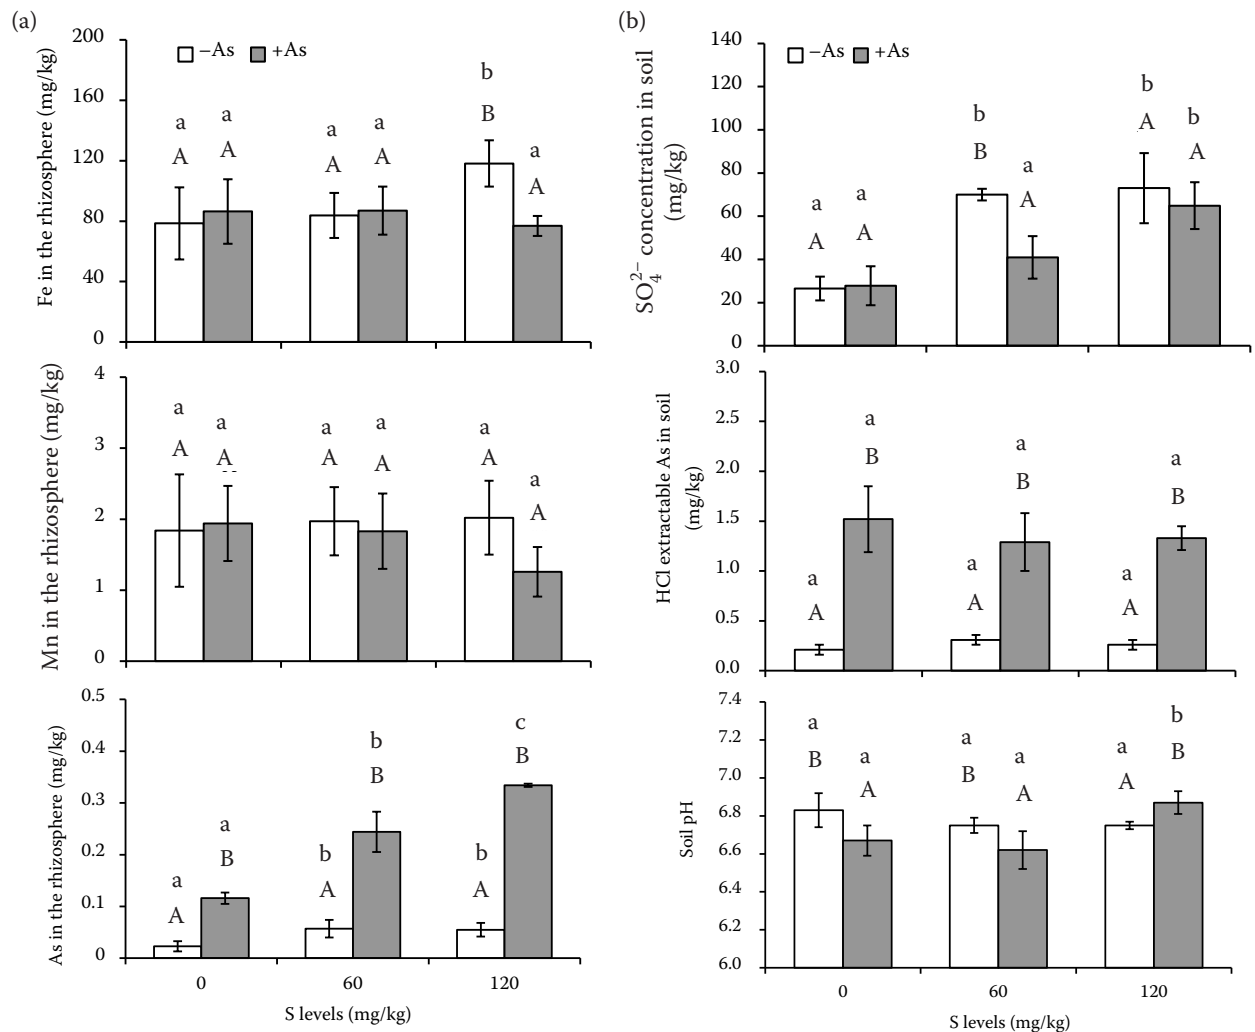 (a)
Fe in the rhizosphere (mg/kg)
200
160
120
80
40
0
–As +As
a a a a b a
A A A A B A
Mn in the rhizosphere (mg/kg)
4
3
2
1
0
a a a a a a
A A A A A A
As in the rhizosphere (mg/kg)
0.5
0.4
0.3
0.2
0.1
0
a a b b b c
A B A B A B
0 60 120
S levels (mg/kg)
(b)
SO₄²⁻ concentration in soil
(mg/kg)
140
120
100
80
60
40
20
0
–As +As
a a b a b b
A A B A A A
HCl extractable As in soil
(mg/kg)
3.0
2.5
2.0
1.5
1.0
0.5
0.0
a a a a a a
A B A B A B
Soil pH
7.4
7.2
7.0
6.8
6.6
6.4
6.2
6.0
a a a a a b
B A B A A B
0 60 120
S levels (mg/kg)